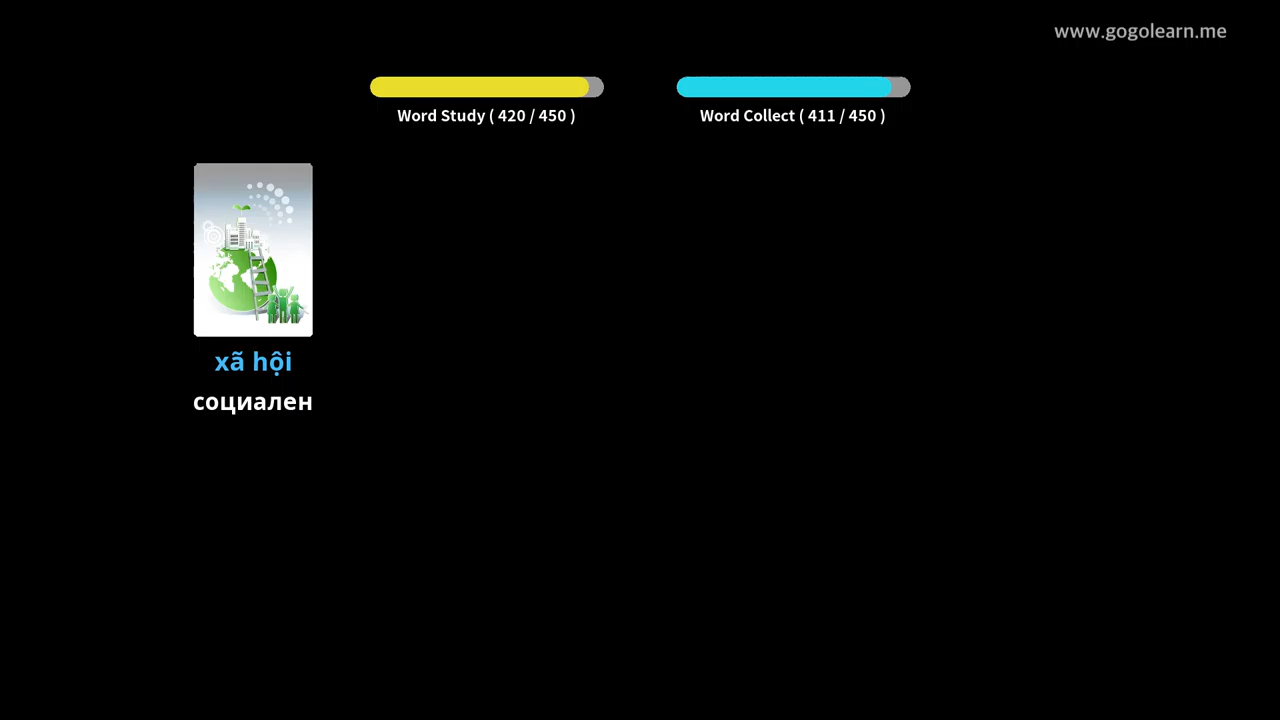 www.gogolearn.me
Word Study ( 420 / 450 )
Word Collect ( 411 / 450 )
xã hội
социален